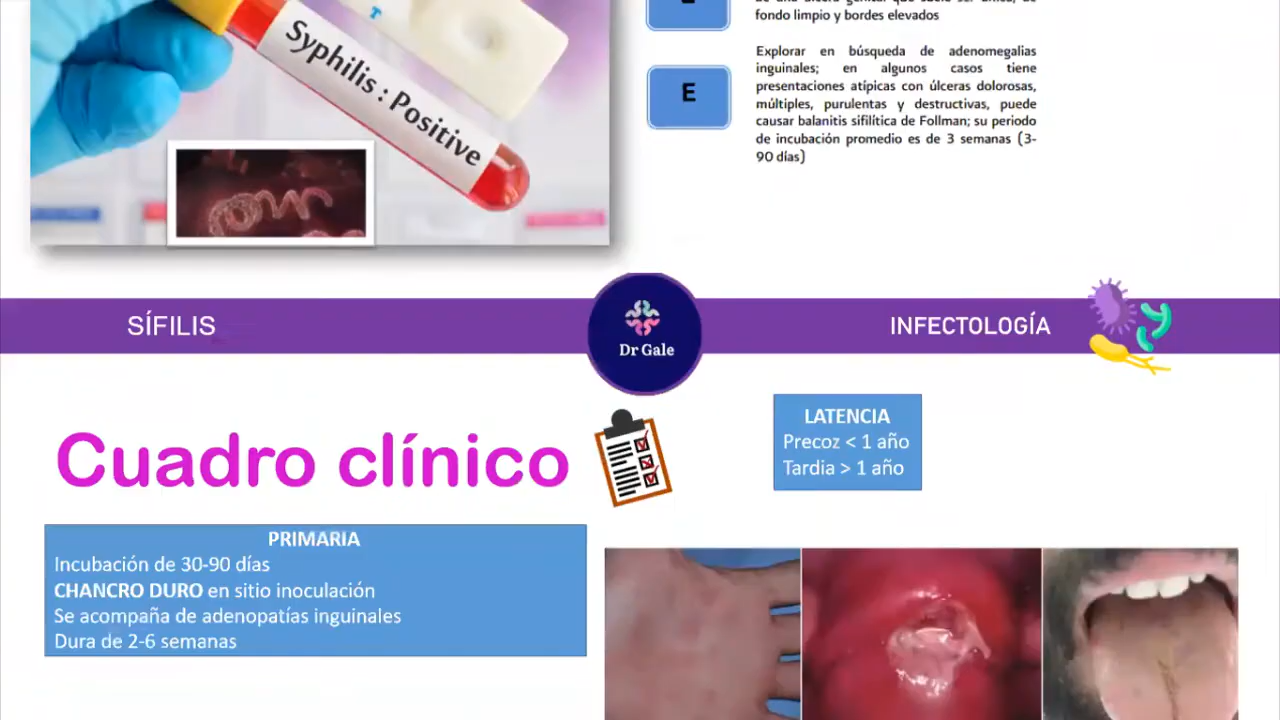 Syphilis : Positive
T
fondo limpio y bordes elevados
E
Explorar en búsqueda de adenomegalias
inguinales; en algunos casos tiene
presentaciones atípicas con úlceras dolorosas,
múltiples, purulentas y destructivas, puede
causar balanitis sifilítica de Follman; su periodo
de incubación promedio es de 3 semanas (3-
90 días)
SÍFILIS
Dr Gale
INFECTOLOGÍA
Cuadro clínico
LATENCIA
Precoz < 1 año
Tardia > 1 año
PRIMARIA
Incubación de 30-90 días
CHANCRO DURO en sitio inoculación
Se acompaña de adenopatías inguinales
Dura de 2-6 semanas